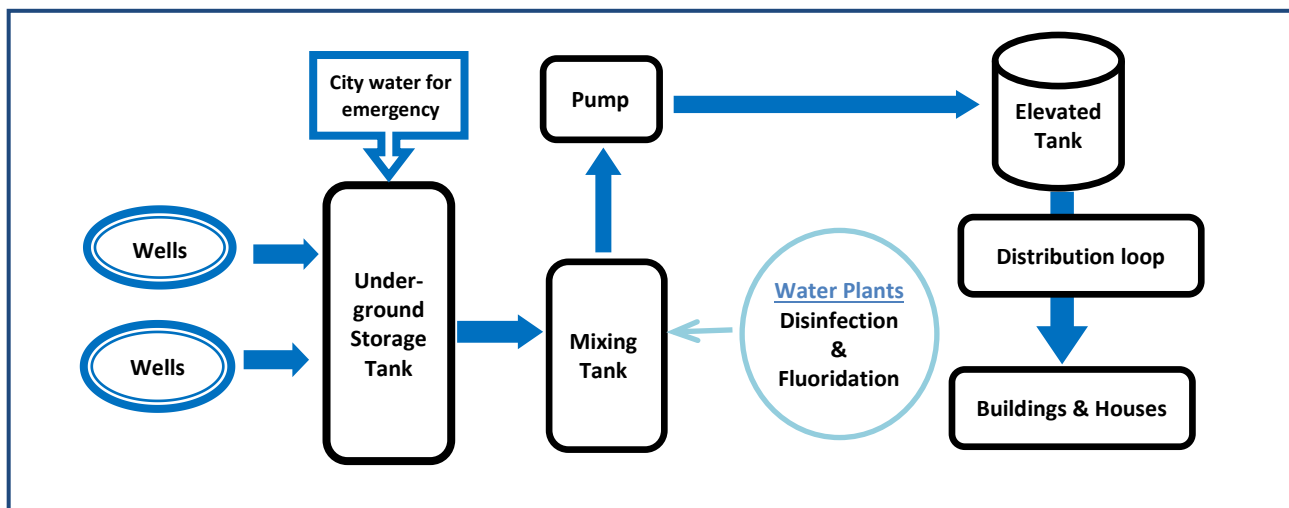 City water for
emergency
Pump
Elevated
Tank
Wells
Under-
ground
Storage
Tank
Wells
Mixing
Tank
Water Plants
Disinfection
&
Fluoridation
Distribution loop
Buildings & Houses